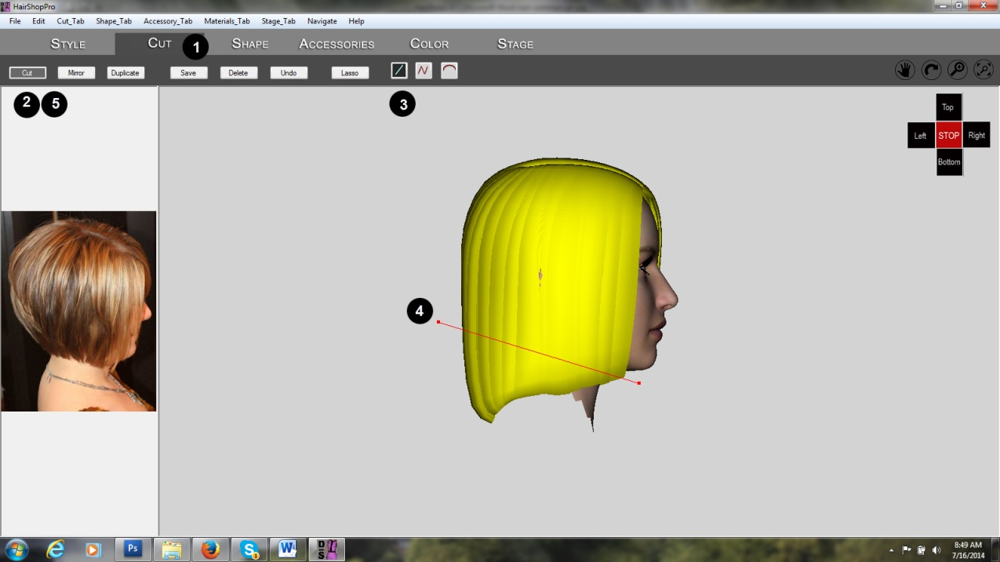 HairShopPro
File Edit Cut_Tab Shape_Tab Accessory_Tab Materials_Tab Stage_Tab Navigate Help
STYLE CUT 1 SHAPE ACCESSORIES COLOR STAGE
Cut Mirror Duplicate Save Delete Undo Lasso
2 5 3
Top
Left STOP Right
Bottom
4
Ps S W D S
8:49 AM
7/16/2014